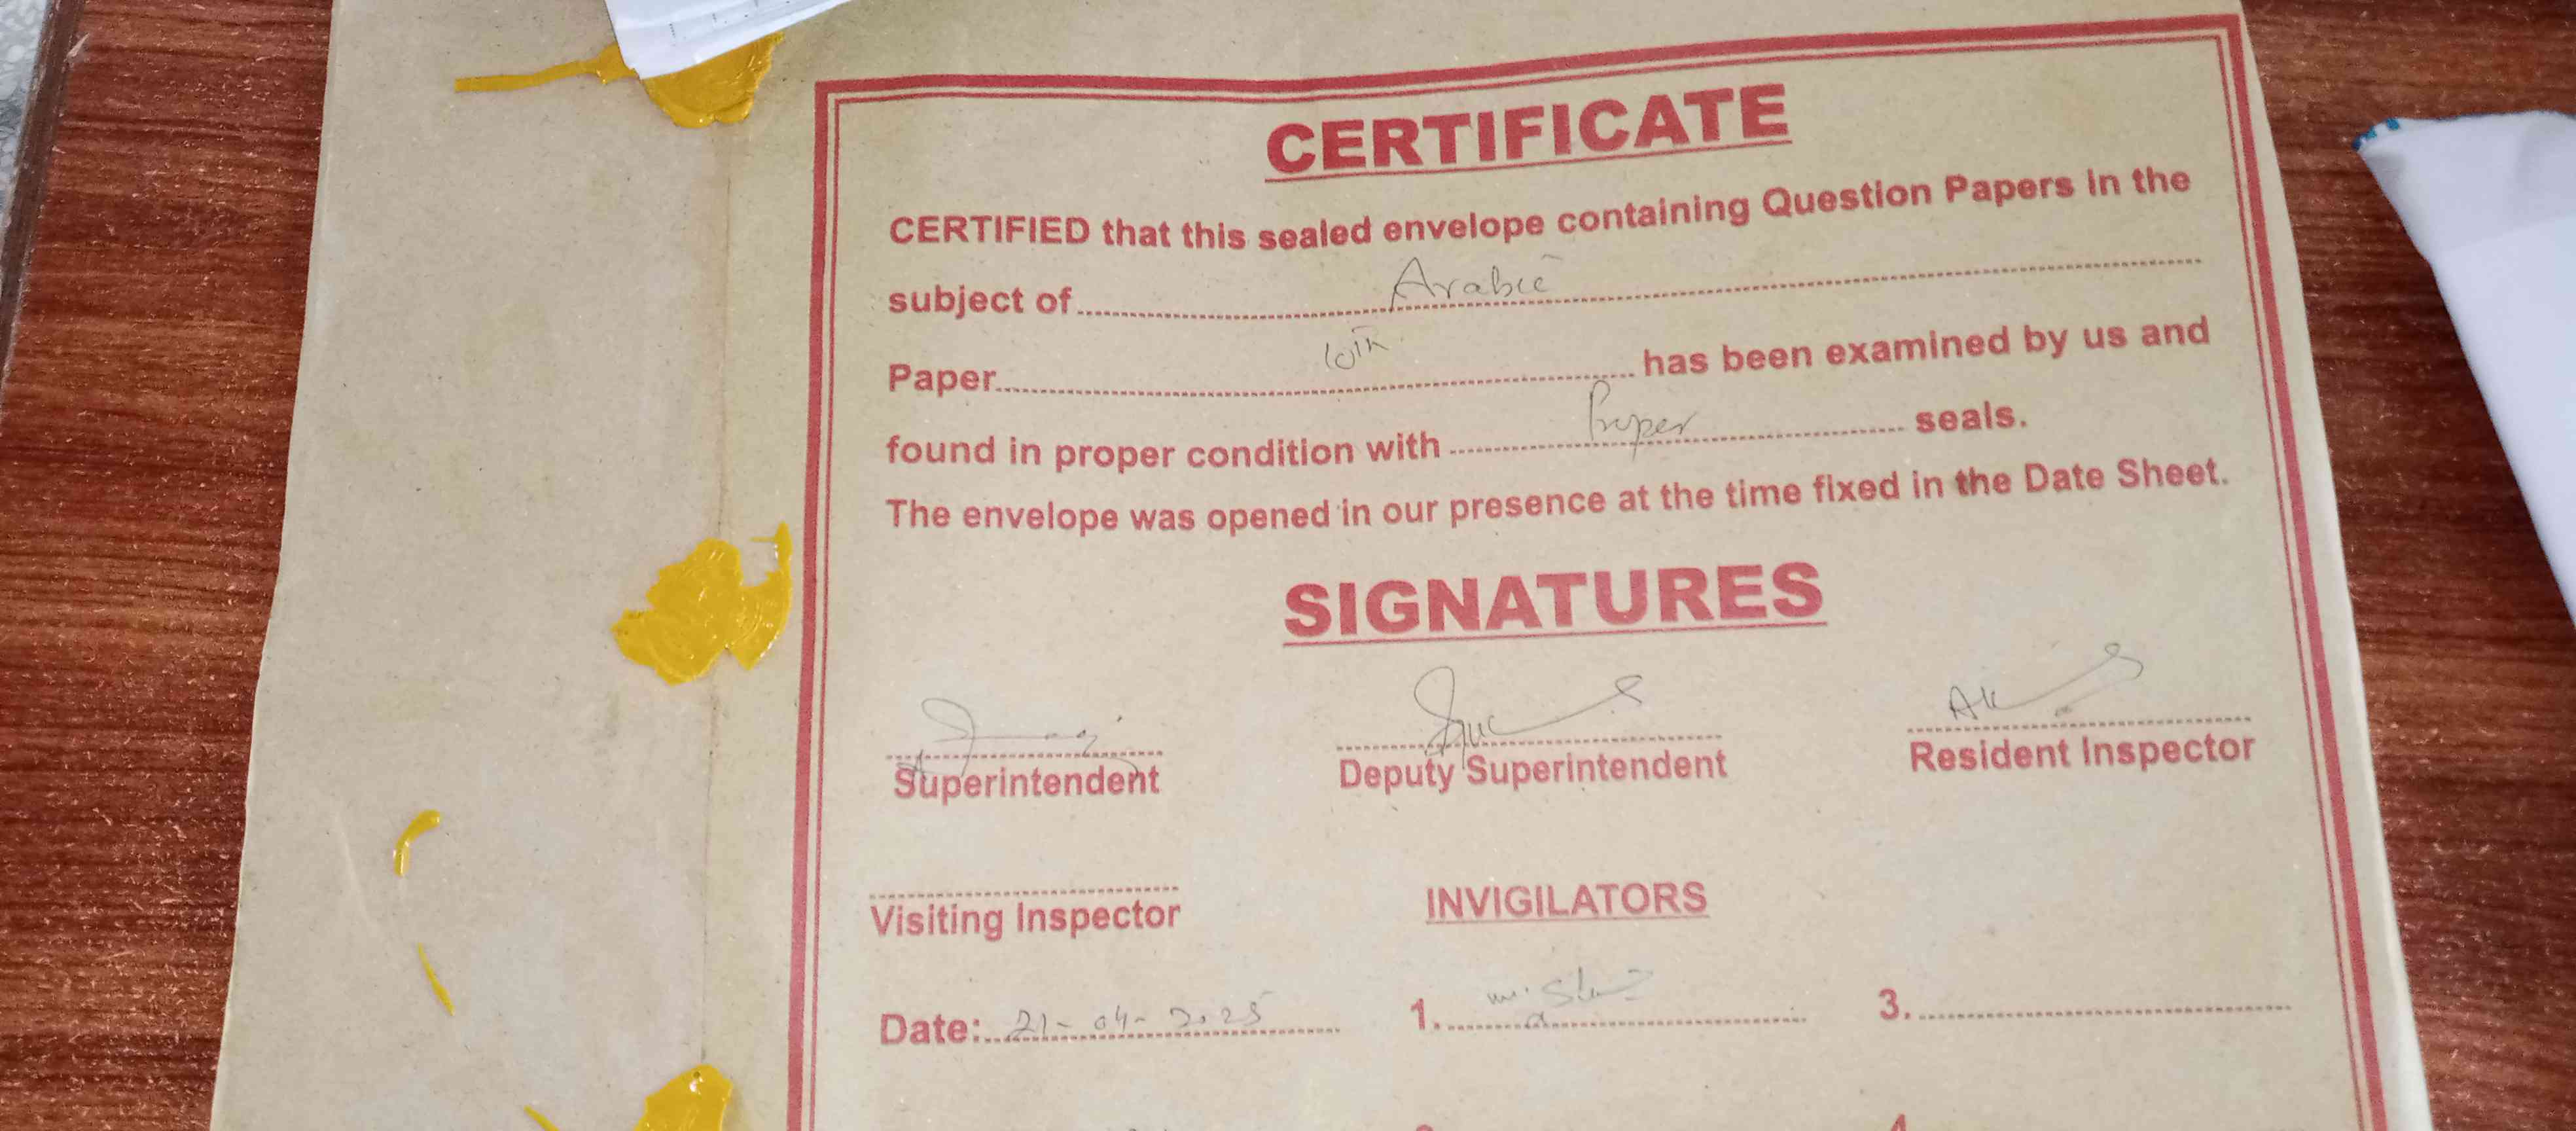 CERTIFICATE
CERTIFIED that this sealed envelope containing Question Papers in the
subject of Arabic
Paper 10th has been examined by us and
found in proper condition with Proper seals.
The envelope was opened in our presence at the time fixed in the Date Sheet.
SIGNATURES
Superintendent Deputy Superintendent Resident Inspector
Visiting Inspector INVIGILATORS
Date: 21-04-2025 1. 3.